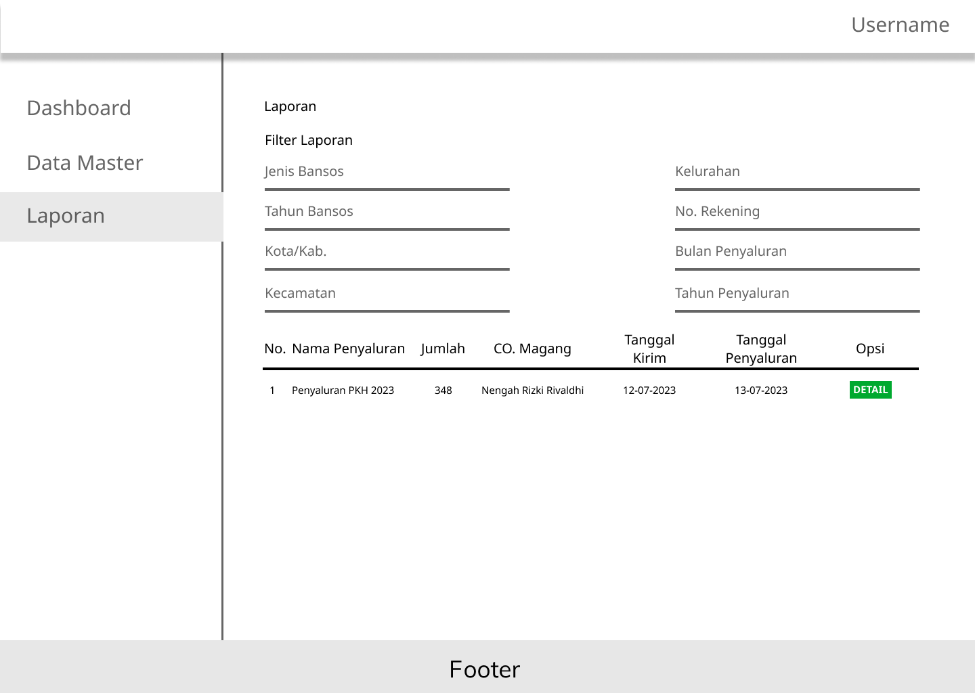 Username
Dashboard
Data Master
Laporan
Laporan
Filter Laporan
Jenis Bansos
Kelurahan
Tahun Bansos
No. Rekening
Kota/Kab.
Bulan Penyaluran
Kecamatan
Tahun Penyaluran
No. Nama Penyaluran Jumlah CO. Magang Tanggal Kirim Tanggal Penyaluran Opsi
1 Penyaluran PKH 2023 348 Nengah Rizki Rivaldhi 12-07-2023 13-07-2023 DETAIL
Footer